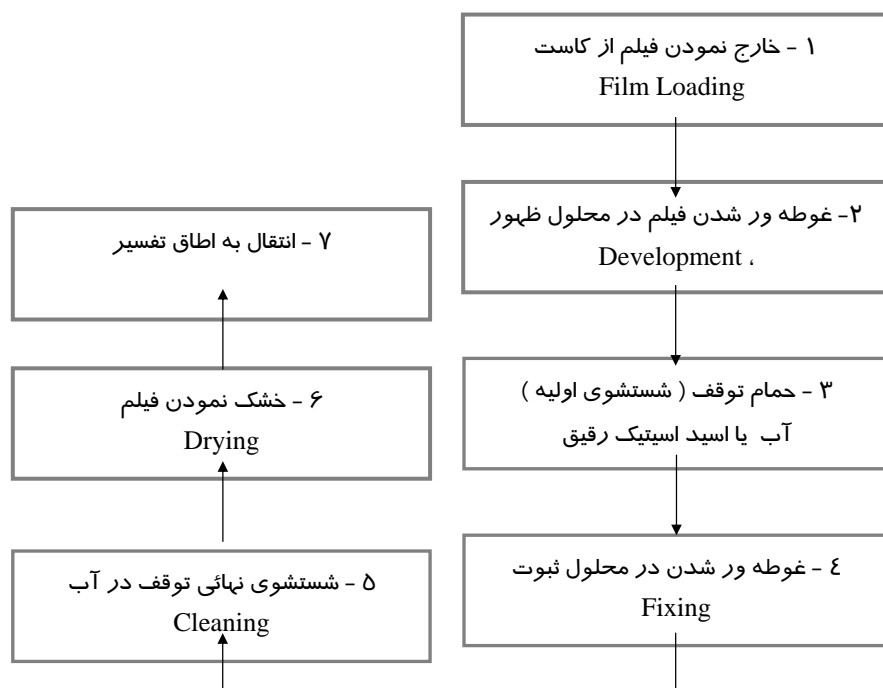 ۱ - خارج نمودن فیلم از کاست
Film Loading
۲- غوطه ور شدن فیلم در محلول ظهور
Development ،
۳ - حمام توقف ( شستشوی اولیه )
آب یا اسید اسیتیک رقیق
٤ - غوطه ور شدن در محلول ثبوت
Fixing
۵ - شستشوی نهائی توقف در آب
Cleaning
۶ - خشک نمودن فیلم
Drying
۷ - انتقال به اطاق تفسیر